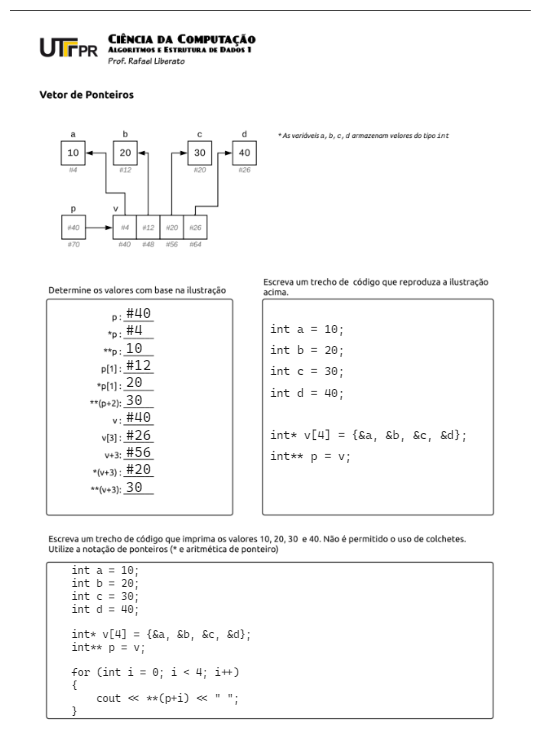 UTFPR
Ciência da Computação
Algoritmos e Estrutura de Dados 1
Prof. Rafael Liberato
Vetor de Ponteiros
a b c d
* As variáveis a, b, c, d armazenam valores do tipo int
10 20 30 40
#4 #12 #20 #26
p v
#40 #4 #12 #20 #26
#70 #40 #48 #56 #64
Determine os valores com base na ilustração
p: #40
*p: #4
**p: 10
p[1]: #12
*p[1]: 20
**(p+2): 30
v: #40
v[3]: #26
v+3: #56
*(v+3): #20
**(v+3): 30
Escreva um trecho de código que reproduza a ilustração
acima.
int a = 10;
int b = 20;
int c = 30;
int d = 40;
int* v[4] = {&a, &b, &c, &d};
int** p = v;
Escreva um trecho de código que imprima os valores 10, 20, 30 e 40. Não é permitido o uso de colchetes.
Utilize a notação de ponteiros (* e aritmética de ponteiro)
int a = 10;
int b = 20;
int c = 30;
int d = 40;
int* v[4] = {&a, &b, &c, &d};
int** p = v;
for (int i = 0; i < 4; i++)
{
cout << **(p+i) << " ";
}